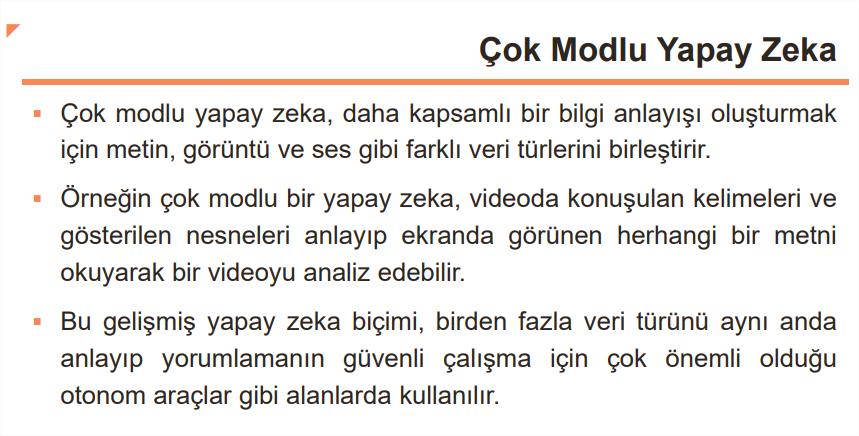 Çok Modlu Yapay Zeka
▪ Çok modlu yapay zeka, daha kapsamlı bir bilgi anlayışı oluşturmak
için metin, görüntü ve ses gibi farklı veri türlerini birleştirir.
▪ Örneğin çok modlu bir yapay zeka, videoda konuşulan kelimeleri ve
gösterilen nesneleri anlayıp ekranda görünen herhangi bir metni
okuyarak bir videoyu analiz edebilir.
▪ Bu gelişmiş yapay zeka biçimi, birden fazla veri türünü aynı anda
anlayıp yorumlamanın güvenli çalışma için çok önemli olduğu
otonom araçlar gibi alanlarda kullanılır.